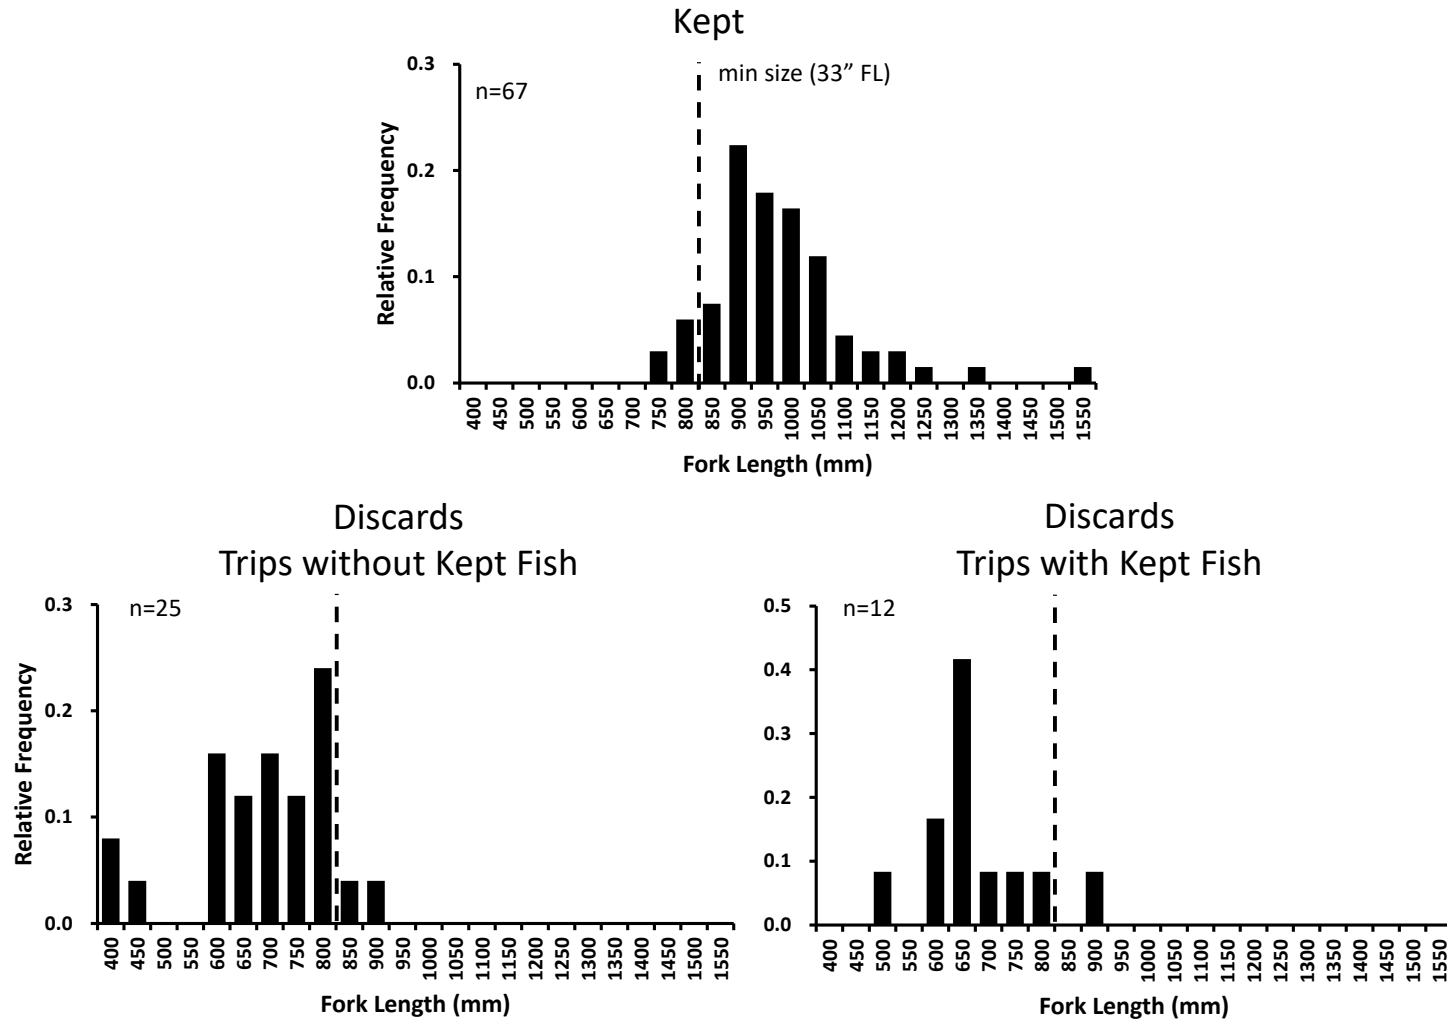 Kept
0.3
0.2
0.1
0.0
Relative Frequency
n=67
min size (33” FL)
400 450 500 550 600 650 700 750 800 850 900 950 1000 1050 1100 1150 1200 1250 1300 1350 1400 1450 1500 1550
Fork Length (mm)
Discards
Trips without Kept Fish
0.3
0.2
0.1
0.0
Relative Frequency
n=25
400 450 500 550 600 650 700 750 800 850 900 950 1000 1050 1100 1150 1200 1250 1300 1350 1400 1450 1500 1550
Fork Length (mm)
Discards
Trips with Kept Fish
0.5
0.4
0.3
0.2
0.1
0.0
n=12
400 450 500 550 600 650 700 750 800 850 900 950 1000 1050 1100 1150 1200 1250 1300 1350 1400 1450 1500 1550
Fork Length (mm)